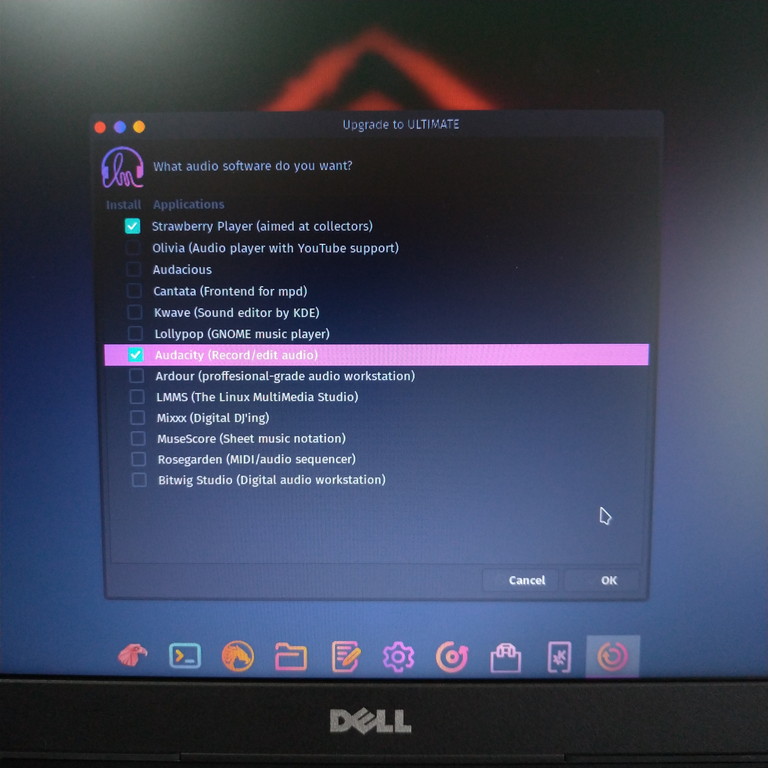 Upgrade to ULTIMATE
What audio software do you want?
Install Applications
Strawberry Player (aimed at collectors)
Olivia (Audio player with YouTube support)
Audacious
Cantata (Frontend for mpd)
Kwave (Sound editor by KDE)
Lollypop (GNOME music player)
Audacity (Record/edit audio)
Ardour (proffesional-grade audio workstation)
LMMS (The Linux MultiMedia Studio)
Mixxx (Digital DJ'ing)
MuseScore (Sheet music notation)
Rosegarden (MIDI/audio sequencer)
Bitwig Studio (Digital audio workstation)
Cancel OK
DELL